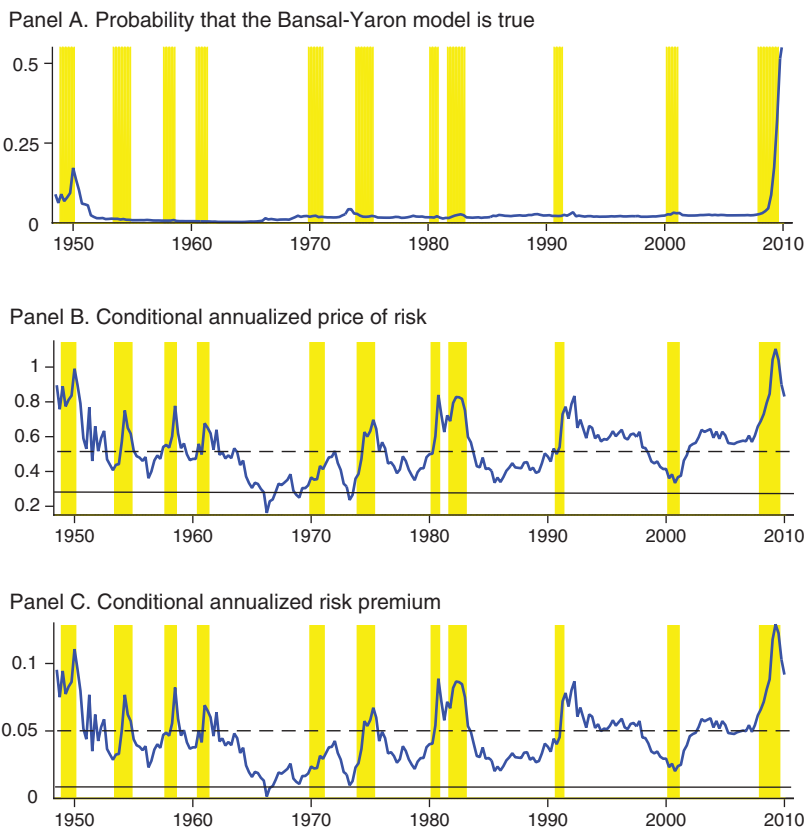 Panel A. Probability that the Bansal-Yaron model is true
0.5
0.25
0
1950 1960 1970 1980 1990 2000 2010
Panel B. Conditional annualized price of risk
1
0.8
0.6
0.4
0.2
1950 1960 1970 1980 1990 2000 2010
Panel C. Conditional annualized risk premium
0.1
0.05
0
1950 1960 1970 1980 1990 2000 2010